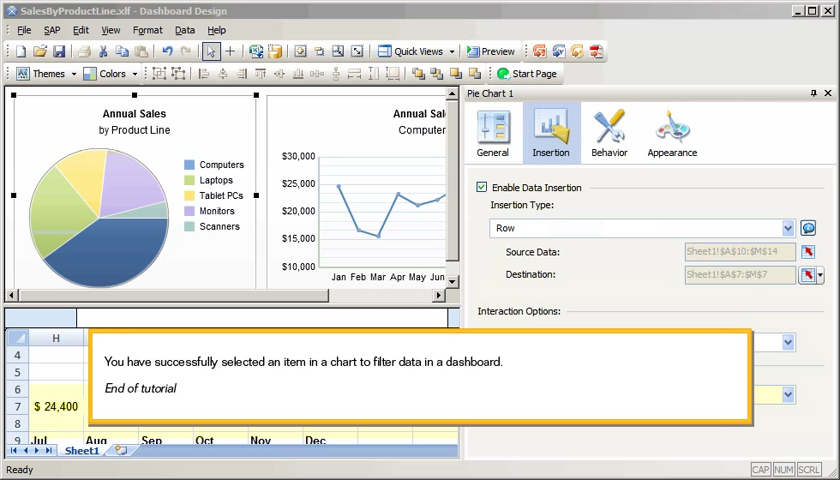 SalesByProductLine.xlf - Dashboard Design
File SAP Edit View Format Data Help
Quick Views Preview
Themes Colors Start Page
Annual Sales
by Product Line
Computers
Laptops
Tablet PCs
Monitors
Scanners
Annual Sal
Computer
$30,000
$25,000
$20,000
$15,000
$10,000
Jan Feb Mar Apr May Jun
Pie Chart 1
General Insertion Behavior Appearance
Enable Data Insertion
Insertion Type:
Row
Source Data: Sheet1!$A$10:$M$14
Destination: Sheet1!$A$7:$M$7
Interaction Options:
H
4
5
6
7 $ 24,400
8
9 Jul Aug Sep Oct Nov Dec
Sheet1
You have successfully selected an item in a chart to filter data in a dashboard.
End of tutorial
Ready CAP NUM SCRL